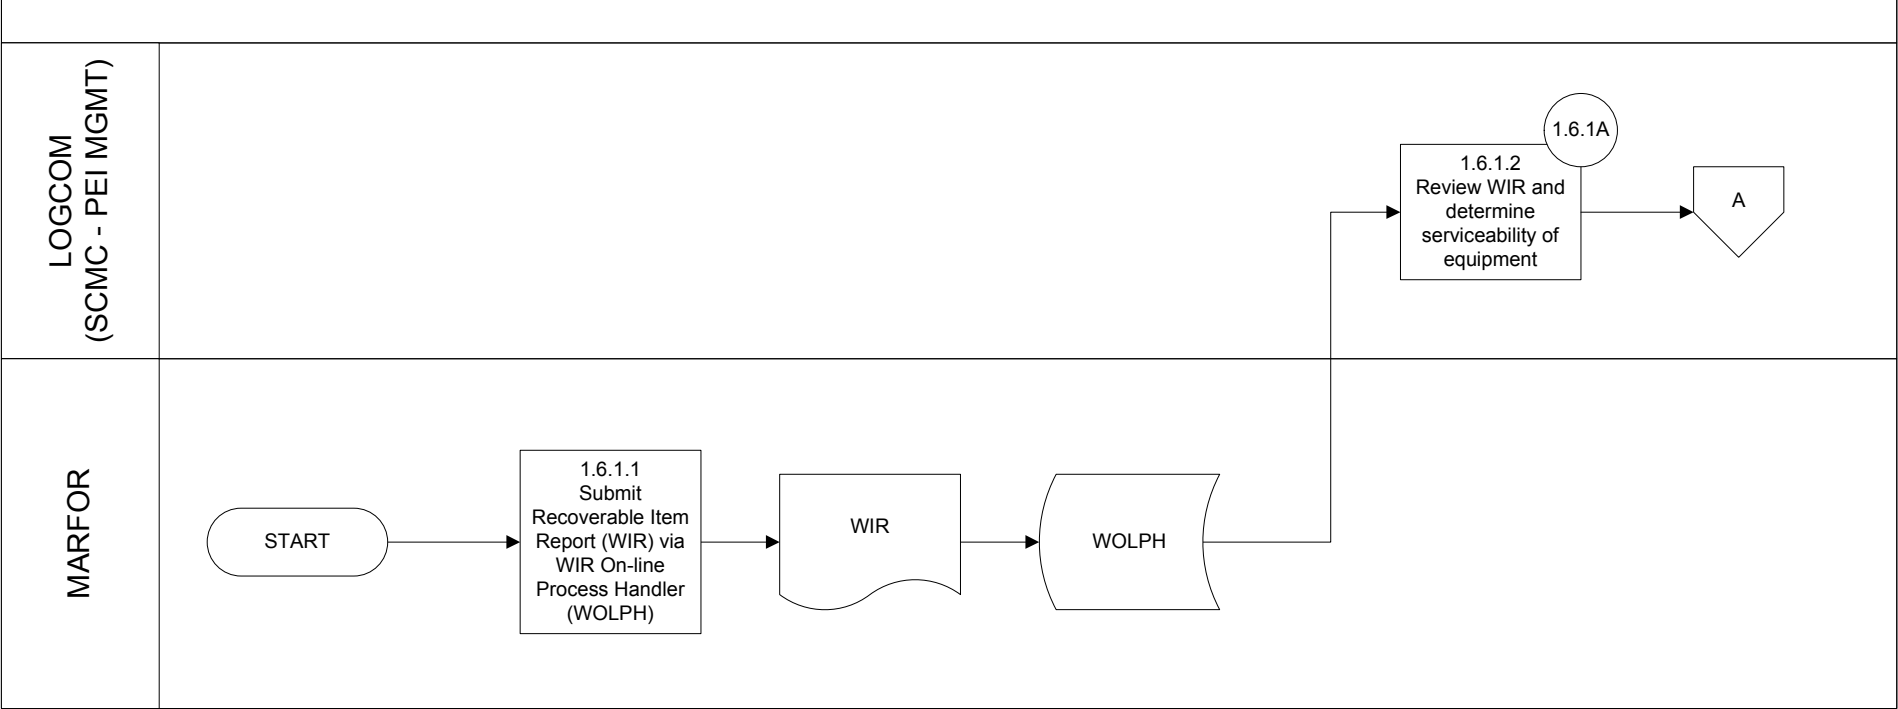 LOGCOM
(SCMC - PEI MGMT)
1.6.1A
1.6.1.2
Review WIR and
determine
serviceability of
equipment
A
MARFOR
START
1.6.1.1
Submit
Recoverable Item
Report (WIR) via
WIR On-line
Process Handler
(WOLPH)
WIR
WOLPH